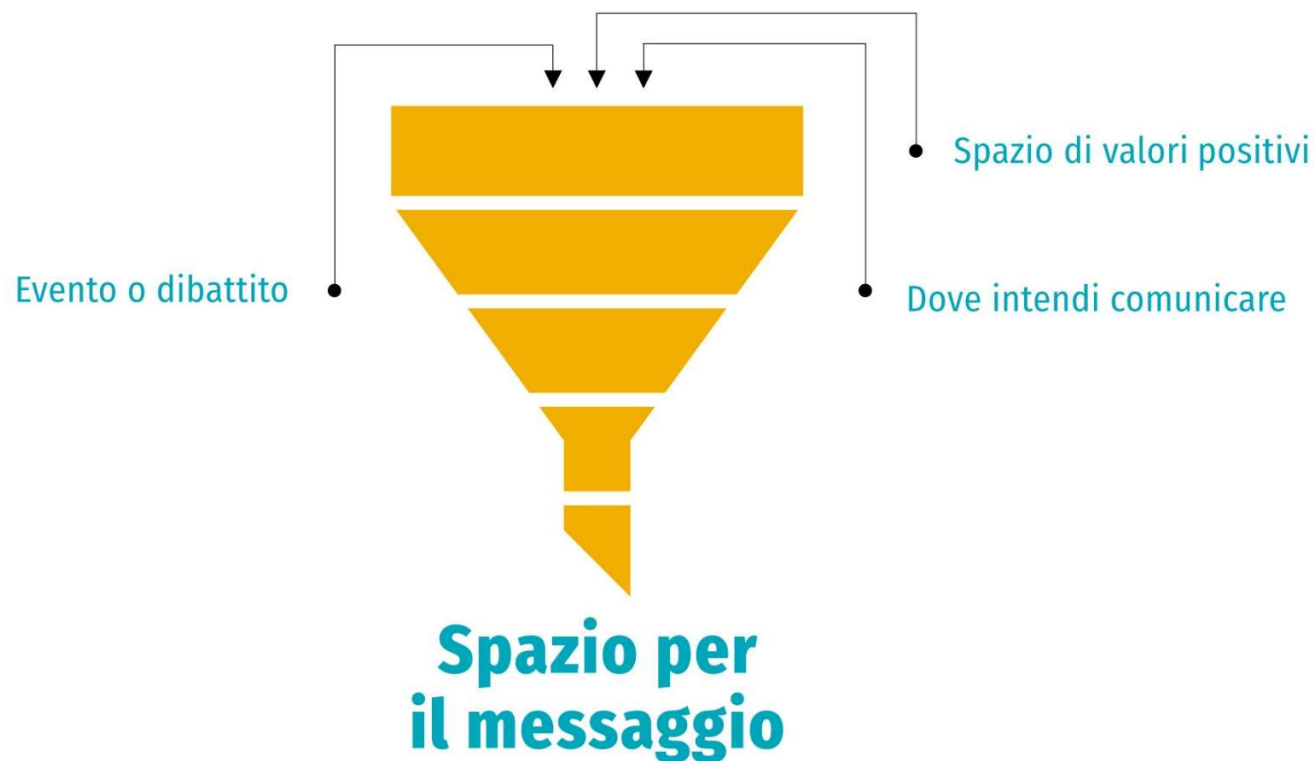 Spazio di valori positivi
Evento o dibattito
Dove intendi comunicare
Spazio per
il messaggio